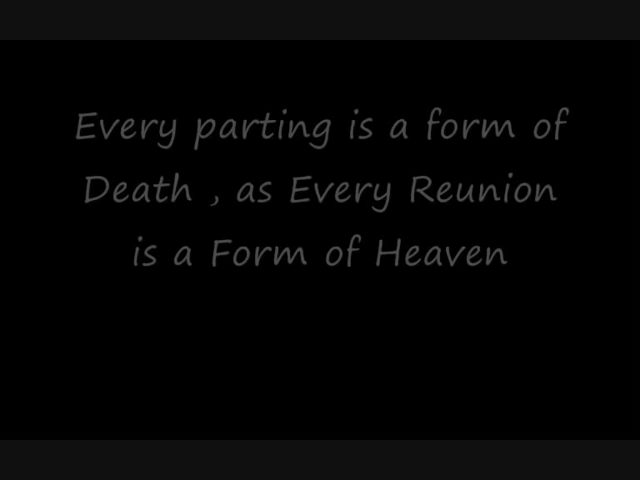 Every parting is a form of
Death , as Every Reunion
is a Form of Heaven